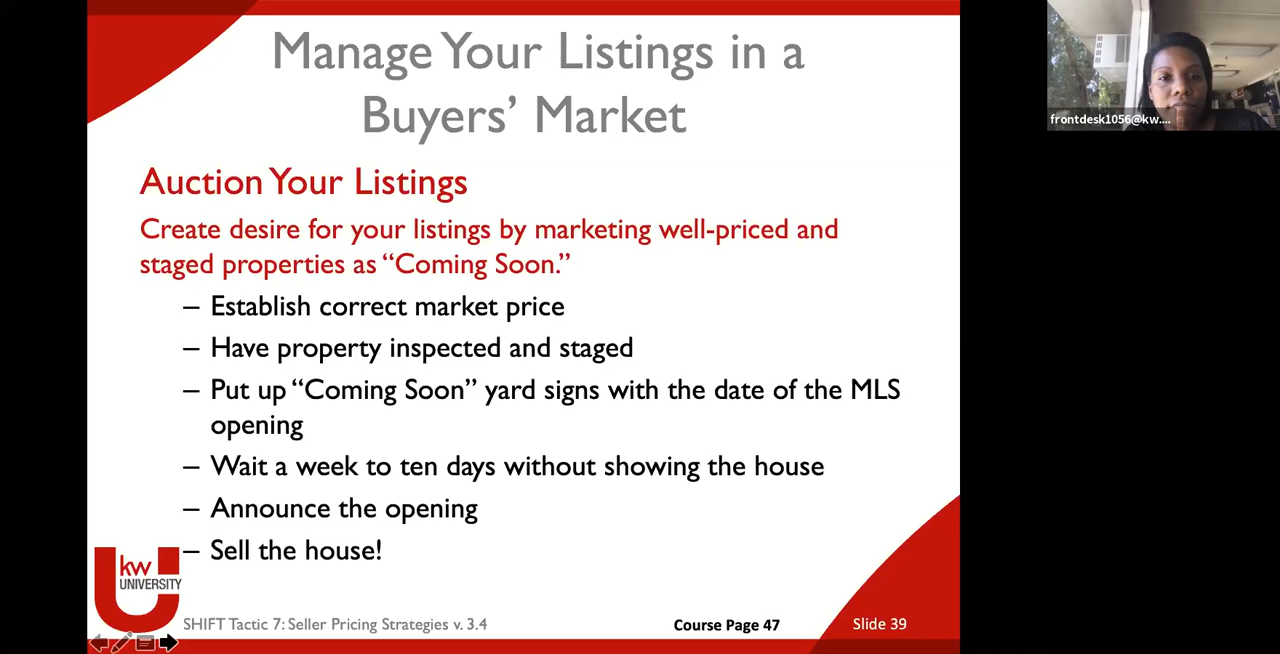 Manage Your Listings in a
Buyers’ Market
Auction Your Listings
Create desire for your listings by marketing well-priced and
staged properties as “Coming Soon.”
– Establish correct market price
– Have property inspected and staged
– Put up “Coming Soon” yard signs with the date of the MLS
opening
– Wait a week to ten days without showing the house
– Announce the opening
– Sell the house!
kw
UNIVERSITY
SHIFT Tactic 7: Seller Pricing Strategies v. 3.4
Course Page 47
Slide 39
frontdesk1056@kw....